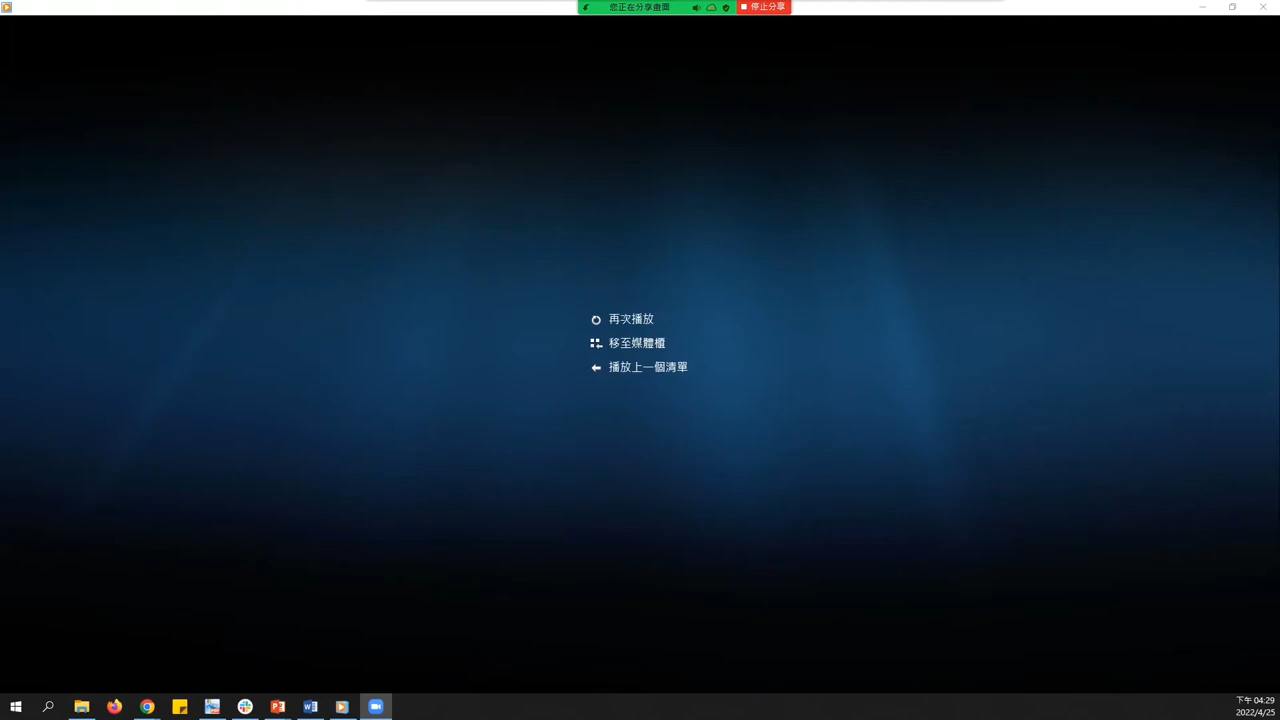 您正在分享畫面
停止分享
再次播放
移至媒體櫃
播放上一個清單
下午 04:29
2022/4/25